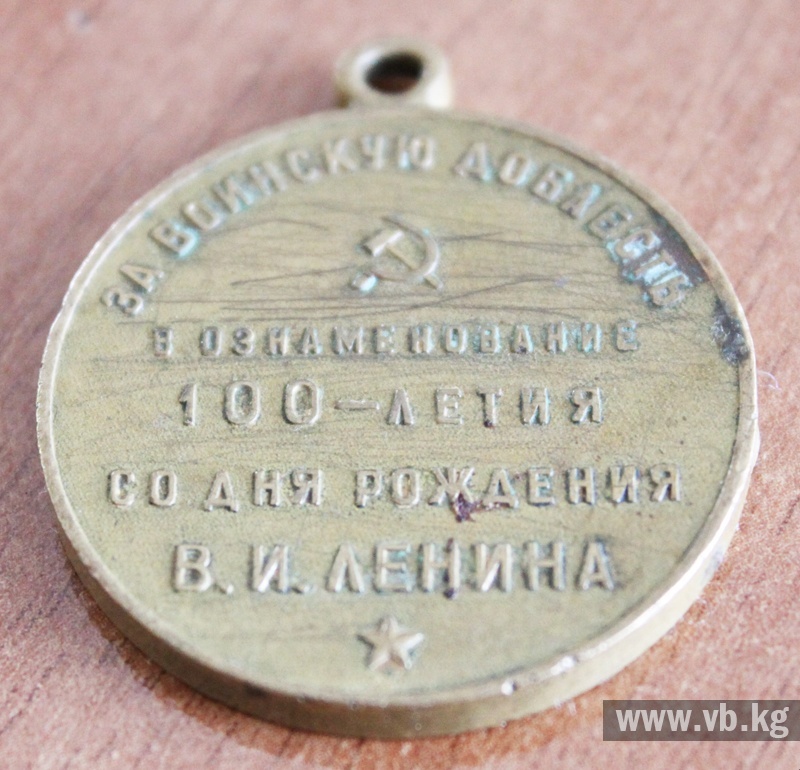 ЗА ВОИНСКУЮ ДОБЛЕСТЬ
В ОЗНАМЕНОВАНИЕ
100-ЛЕТИЯ
СО ДНЯ РОЖДЕНИЯ
В. И. ЛЕНИНА
www.vb.kg